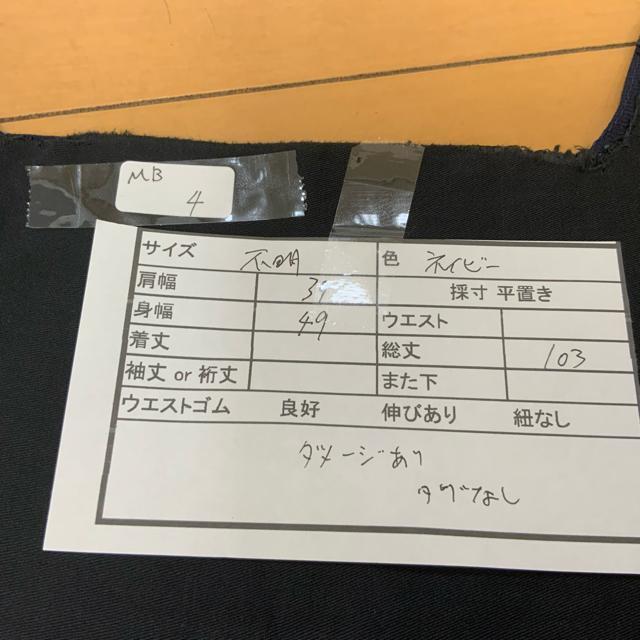 MB
4
サイズ 不明 色 ネイビー
肩幅 採寸 平置き
身幅 49 ウエスト
着丈 総丈 103
袖丈 or 裄丈 また下
ウエストゴム 良好 伸びあり 紐なし
ダメージあり
タグなし